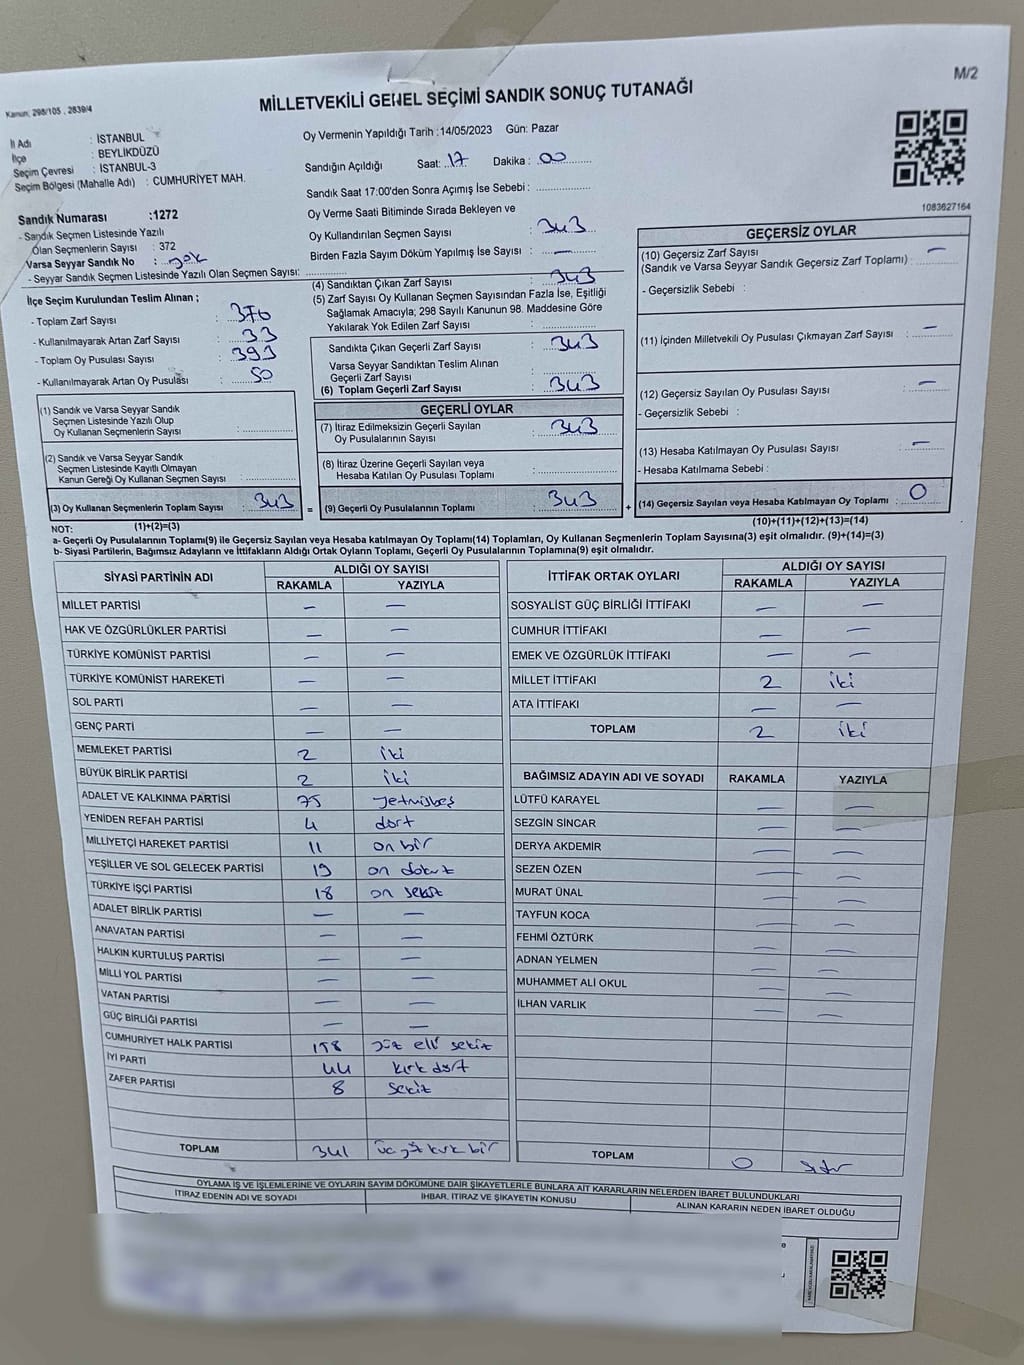 M/2
Kanun; 298/105 , 2839/4
MİLLETVEKİLİ GENEL SEÇİMİ SANDIK SONUÇ TUTANAĞI
İl Adı : İSTANBUL
İlçe : BEYLİKDÜZÜ
Seçim Çevresi : İSTANBUL-3
Seçim Bölgesi (Mahalle Adı) : CUMHURİYET MAH.
Oy Vermenin Yapıldığı Tarih :14/05/2023 Gün: Pazar
Sandığın Açıldığı Saat: 17 Dakika : 00
Sandık Saat 17:00'den Sonra Açımış İse Sebebi :
Oy Verme Saati Bitiminde Sırada Bekleyen ve
Oy Kullandırılan Seçmen Sayısı : 343
Birden Fazla Sayım Döküm Yapılmış İse Sayısı : —
1083627164
Sandık Numarası :1272
- Sandık Seçmen Listesinde Yazılı
Olan Seçmenlerin Sayısı : 372
Varsa Seyyar Sandık No : yok
- Seyyar Sandık Seçmen Listesinde Yazılı Olan Seçmen Sayısı:
İlçe Seçim Kurulundan Teslim Alınan ;
- Toplam Zarf Sayısı : 376
- Kullanılmayarak Artan Zarf Sayısı : 33
- Toplam Oy Pusulası Sayısı : 393
- Kullanılmayarak Artan Oy Pusulası : 50
(1) Sandık ve Varsa Seyyar Sandık
Seçmen Listesinde Yazılı Olup
Oy Kullanan Seçmenlerin Sayısı :
(2) Sandık ve Varsa Seyyar Sandık
Seçmen Listesinde Kayıtlı Olmayan
Kanun Gereği Oy Kullanan Seçmen Sayısı :
(3) Oy Kullanan Seçmenlerin Toplam Sayısı : 343
(4) Sandıktan Çıkan Zarf Sayısı : 343
(5) Zarf Sayısı Oy Kullanan Seçmen Sayısından Fazla İse, Eşitliği
Sağlamak Amacıyla; 298 Sayılı Kanunun 98. Maddesine Göre
Yakılarak Yok Edilen Zarf Sayısı :
Sandıkta Çıkan Geçerli Zarf Sayısı : 343
Varsa Seyyar Sandıktan Teslim Alınan
Geçerli Zarf Sayısı :
(6) Toplam Geçerli Zarf Sayısı : 343
GEÇERLİ OYLAR
(7) İtiraz Edilmeksizin Geçerli Sayılan
Oy Pusulalarının Sayısı : 343
(8) İtiraz Üzerine Geçerli Sayılan veya
Hesaba Katılan Oy Pusulası Toplamı :
= (9) Geçerli Oy Pusulalarının Toplamı : 343
GEÇERSİZ OYLAR
(10) Geçersiz Zarf Sayısı
(Sandık ve Varsa Seyyar Sandık Geçersiz Zarf Toplamı) : —
- Geçersizlik Sebebi :
(11) İçinden Milletvekili Oy Pusulası Çıkmayan Zarf Sayısı : —
(12) Geçersiz Sayılan Oy Pusulası Sayısı : —
- Geçersizlik Sebebi :
(13) Hesaba Katılmayan Oy Pusulası Sayısı : —
- Hesaba Katılmama Sebebi :
+ (14) Geçersiz Sayılan veya Hesaba Katılmayan Oy Toplamı : 0
NOT: (1)+(2)=(3)
(10)+(11)+(12)+(13)=(14)
a- Geçerli Oy Pusulalarının Toplamı(9) ile Geçersiz Sayılan veya Hesaba katılmayan Oy Toplamı(14) Toplamları, Oy Kullanan Seçmenlerin Toplam Sayısına(3) eşit olmalıdır. (9)+(14)=(3)
b- Siyasi Partilerin, Bağımsız Adayların ve İttifakların Aldığı Ortak Oyların Toplamı, Geçerli Oy Pusulalarının Toplamına(9) eşit olmalıdır.
SİYASİ PARTİNİN ADI ALDIĞI OY SAYISI
RAKAMLA YAZIYLA
MİLLET PARTİSİ — —
HAK VE ÖZGÜRLÜKLER PARTİSİ — —
TÜRKİYE KOMÜNİST PARTİSİ — —
TÜRKİYE KOMÜNİST HAREKETİ — —
SOL PARTİ — —
GENÇ PARTİ — —
MEMLEKET PARTİSİ 2 iki
BÜYÜK BİRLİK PARTİSİ 2 iki
ADALET VE KALKINMA PARTİSİ 75 yetmişbeş
YENİDEN REFAH PARTİSİ 4 dört
MİLLİYETÇİ HAREKET PARTİSİ 11 on bir
YEŞİLLER VE SOL GELECEK PARTİSİ 19 on dokuz
TÜRKİYE İŞÇİ PARTİSİ 18 on sekiz
ADALET BİRLİK PARTİSİ — —
ANAVATAN PARTİSİ — —
HALKIN KURTULUŞ PARTİSİ — —
MİLLİ YOL PARTİSİ — —
VATAN PARTİSİ — —
GÜÇ BİRLİĞİ PARTİSİ — —
CUMHURİYET HALK PARTİSİ 158 yüz elli sekiz
İYİ PARTİ 44 kırk dört
ZAFER PARTİSİ 8 sekiz
TOPLAM 341 üç yüz kırk bir
İTTİFAK ORTAK OYLARI ALDIĞI OY SAYISI
RAKAMLA YAZIYLA
SOSYALİST GÜÇ BİRLİĞİ İTTİFAKI — —
CUMHUR İTTİFAKI — —
EMEK VE ÖZGÜRLÜK İTTİFAKI — —
MİLLET İTTİFAKI 2 iki
ATA İTTİFAKI — —
TOPLAM 2 iki
BAĞIMSIZ ADAYIN ADI VE SOYADI RAKAMLA YAZIYLA
LÜTFÜ KARAYEL — —
SEZGİN SİNCAR — —
DERYA AKDEMİR — —
SEZEN ÖZEN — —
MURAT ÜNAL — —
TAYFUN KOCA — —
FEHMİ ÖZTÜRK — —
ADNAN YELMEN — —
MUHAMMET ALİ OKUL — —
İLHAN VARLIK — —
TOPLAM 0 sıfır
OYLAMA İŞ VE İŞLEMLERİNE VE OYLARIN SAYIM DÖKÜMÜNE DAİR ŞİKAYETLERLE BUNLARA AİT KARARLARIN NELERDEN İBARET BULUNDUKLARI
İTİRAZ EDENİN ADI VE SOYADI İHBAR, İTİRAZ VE ŞİKAYETİN KONUSU ALINAN KARARIN NEDEN İBARET OLDUĞU